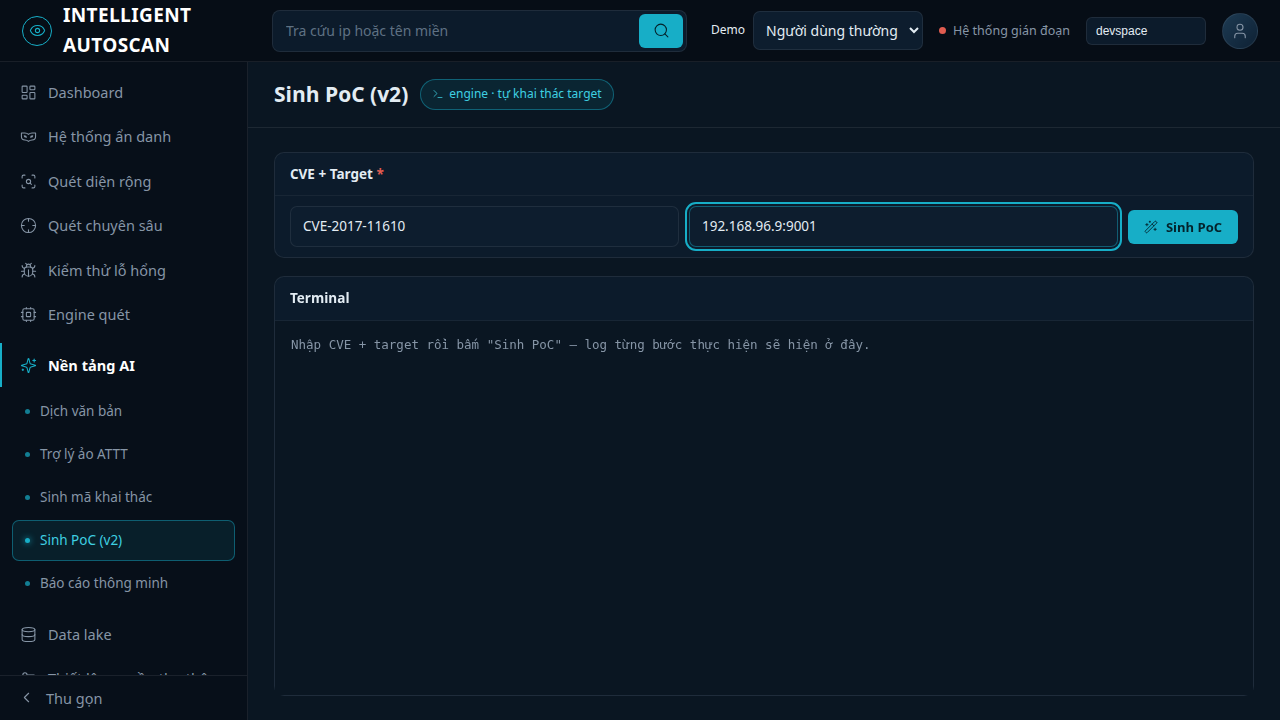 INTELLIGENT
AUTOSCAN
Tra cứu ip hoặc tên miền
Demo
Người dùng thường
Hệ thống gián đoạn
devspace
Dashboard
Hệ thống ẩn danh
Quét diện rộng
Quét chuyên sâu
Kiểm thử lỗ hổng
Engine quét
Nền tảng AI
Dịch văn bản
Trợ lý ảo ATTT
Sinh mã khai thác
Sinh PoC (v2)
Báo cáo thông minh
Data lake
Thu gọn
Sinh PoC (v2)
engine · tự khai thác target
CVE + Target *
CVE-2017-11610
192.168.96.9:9001
Sinh PoC
Terminal
Nhập CVE + target rồi bấm "Sinh PoC" — log từng bước thực hiện sẽ hiện ở đây.